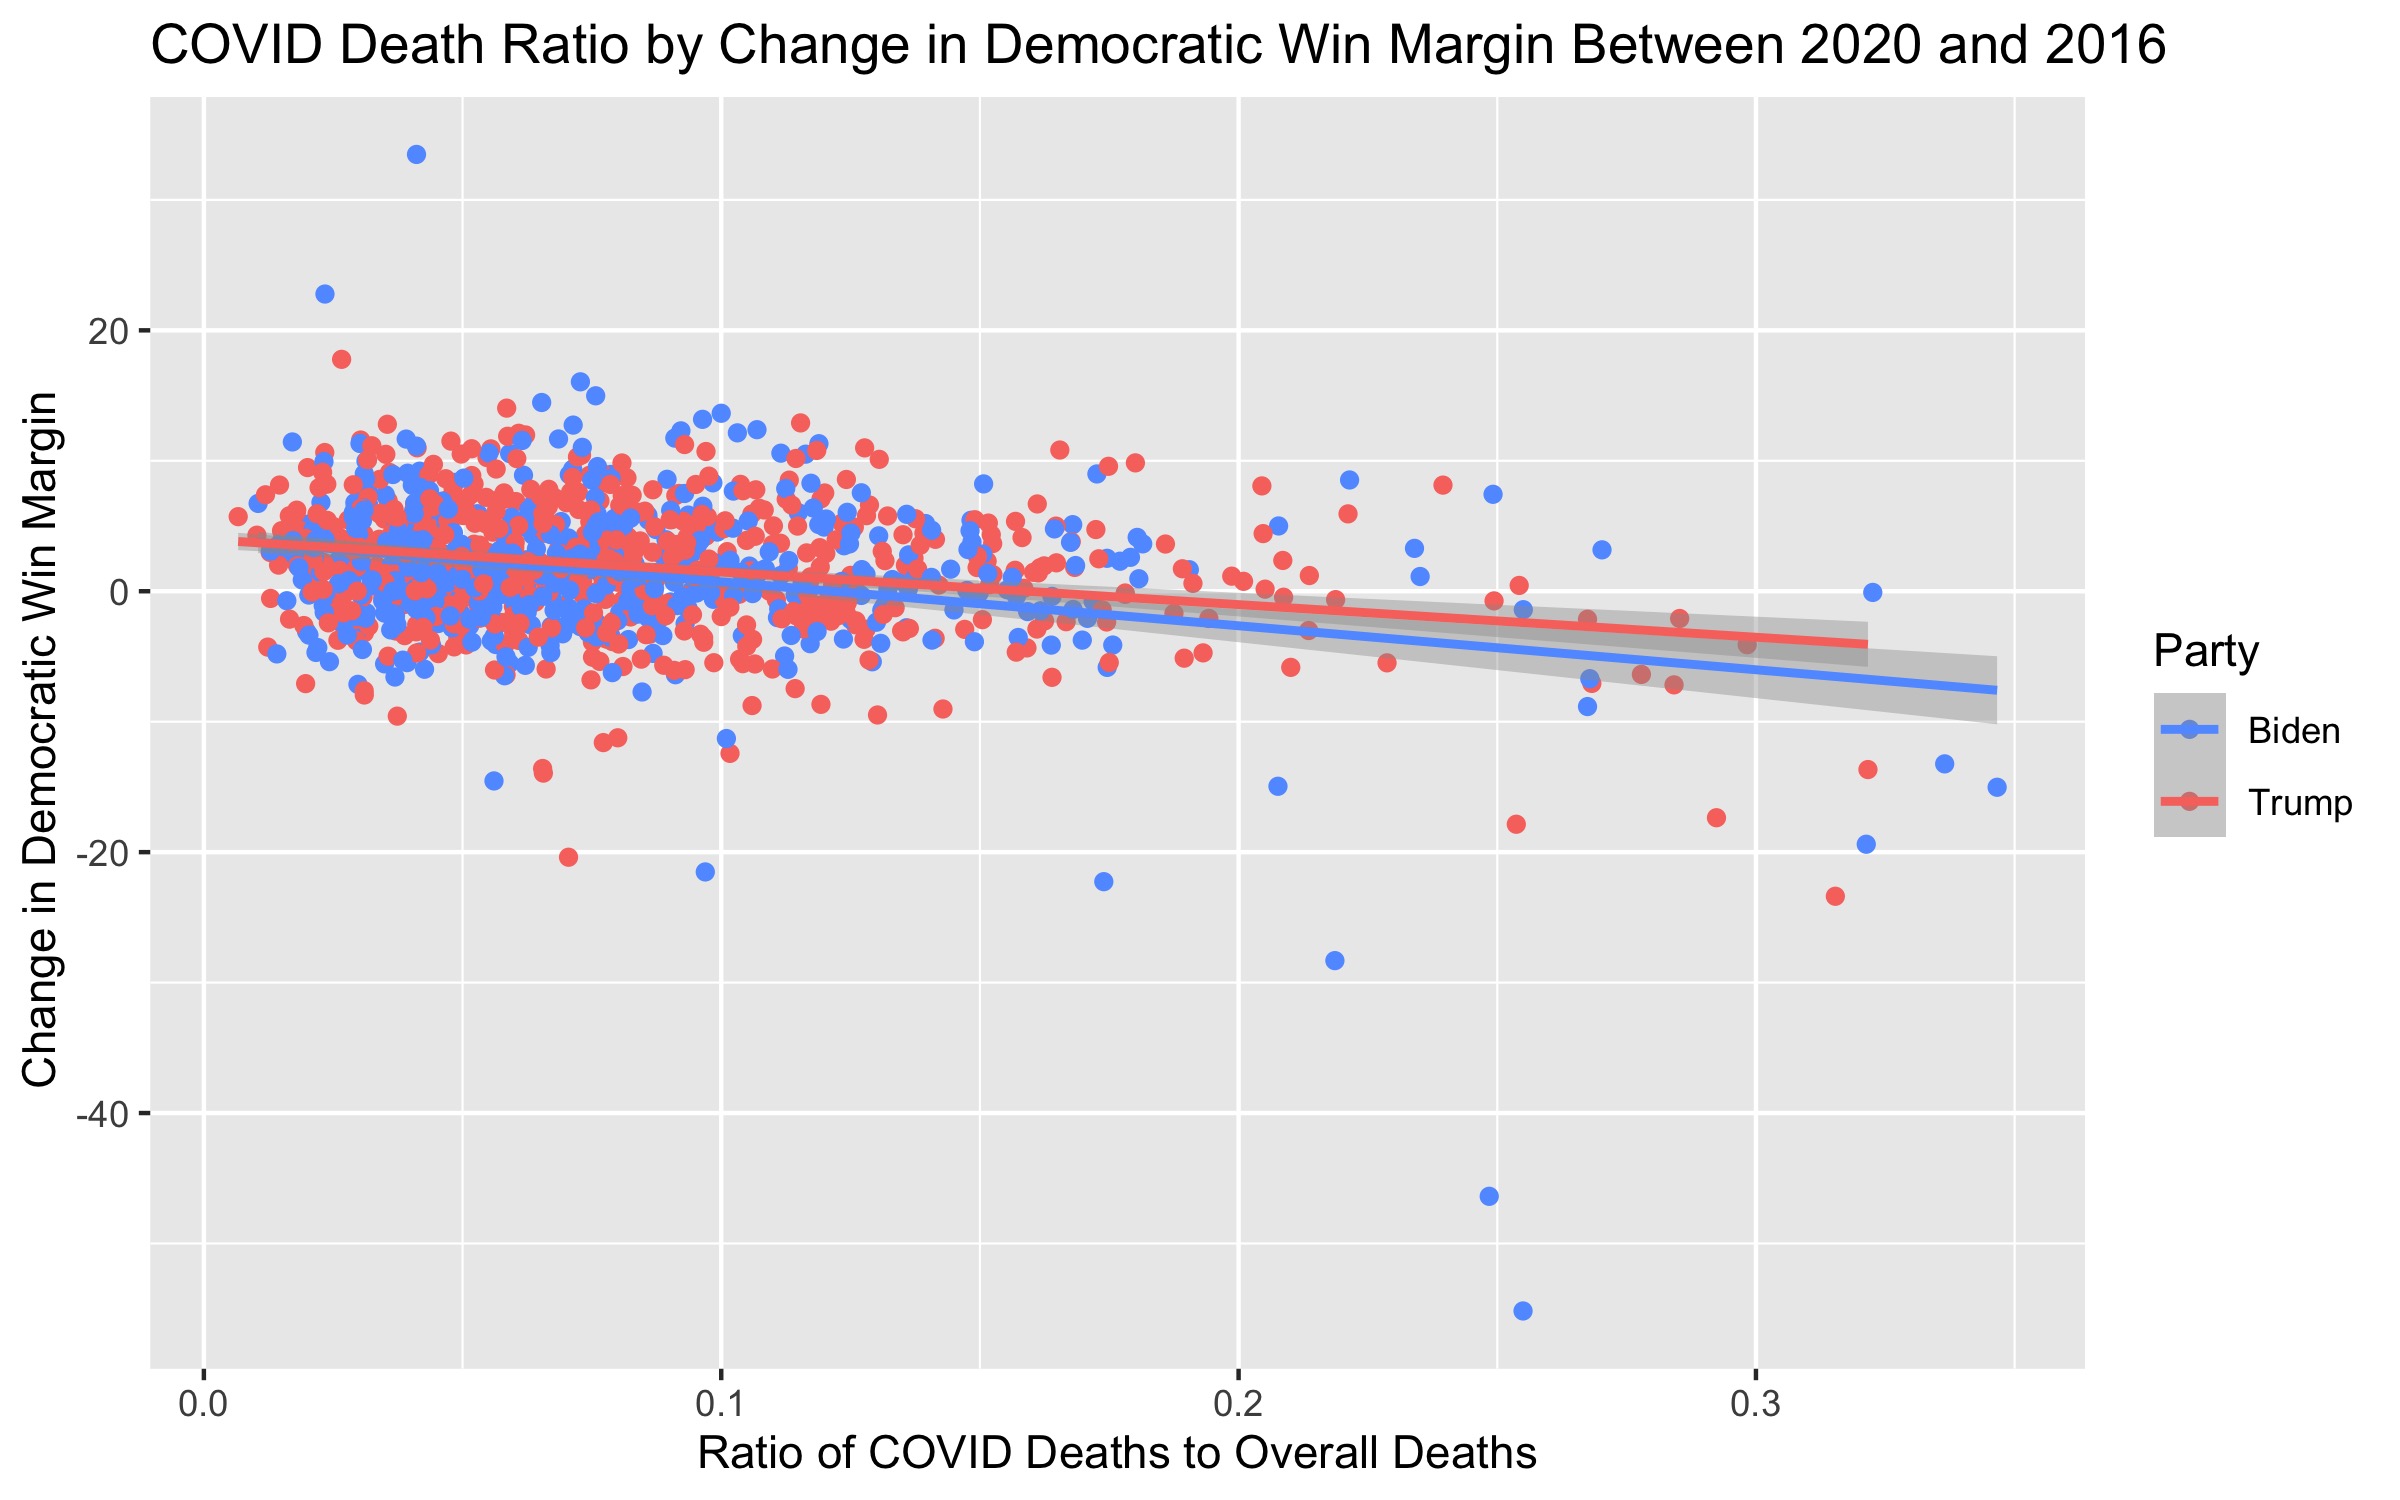 COVID Death Ratio by Change in Democratic Win Margin Between 2020 and 2016
20
0
-20
-40
Change in Democratic Win Margin
0.0
0.1
0.2
0.3
Ratio of COVID Deaths to Overall Deaths
Party
Biden
Trump